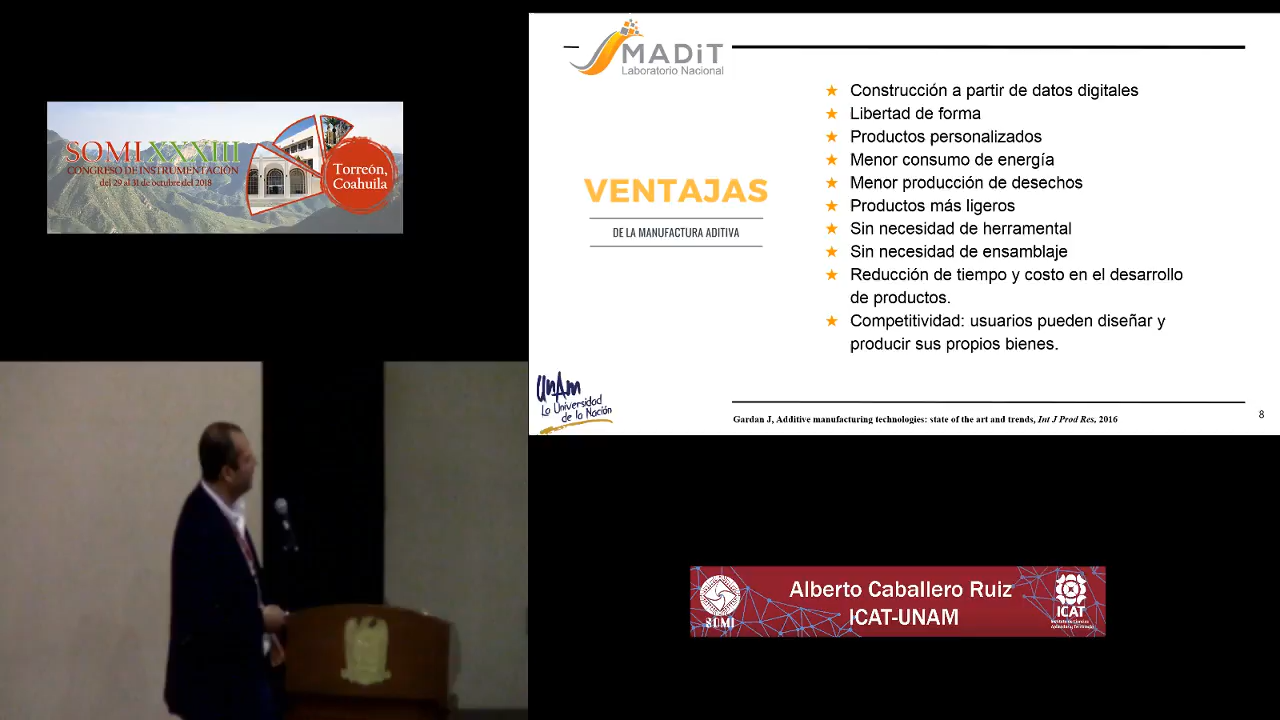 SOMI XXXIII
CONGRESO DE INSTRUMENTACIÓN
del 29 al 31 de octubre del 2018
Torreón,
Coahuila
MADiT
Laboratorio Nacional
VENTAJAS
DE LA MANUFACTURA ADITIVA
Construcción a partir de datos digitales
Libertad de forma
Productos personalizados
Menor consumo de energía
Menor producción de desechos
Productos más ligeros
Sin necesidad de herramental
Sin necesidad de ensamblaje
Reducción de tiempo y costo en el desarrollo
de productos.
Competitividad: usuarios pueden diseñar y
producir sus propios bienes.
UnAm
La Universidad
de la Nación
Gardan J, Additive manufacturing technologies: state of the art and trends, Int J Prod Res, 2016
8
Alberto Caballero Ruiz
ICAT-UNAM
SOMI
ICAT